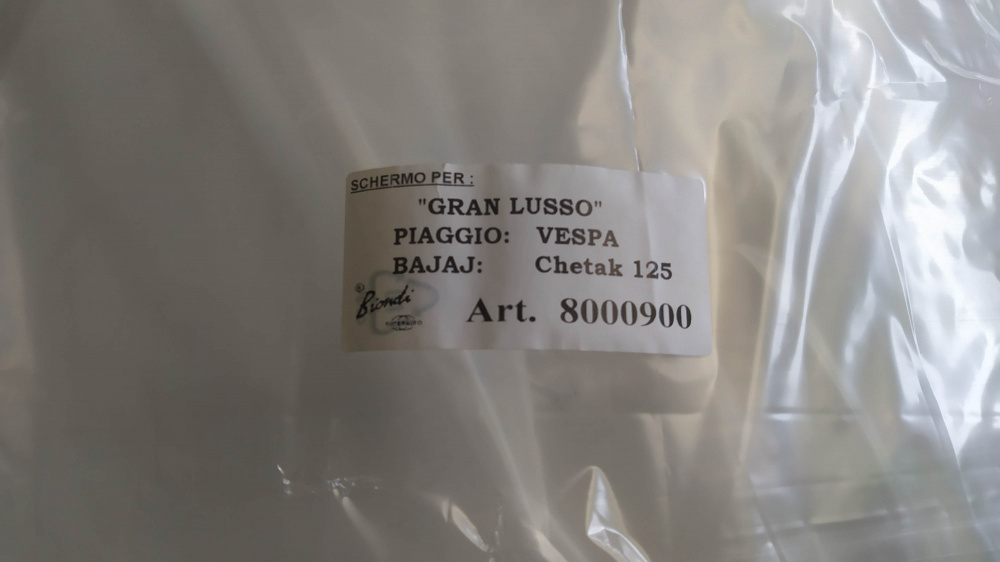 SCHERMO PER :
"GRAN LUSSO"
PIAGGIO: VESPA
BAJAJ: Chetak 125
® Biondi
Art. 8000900